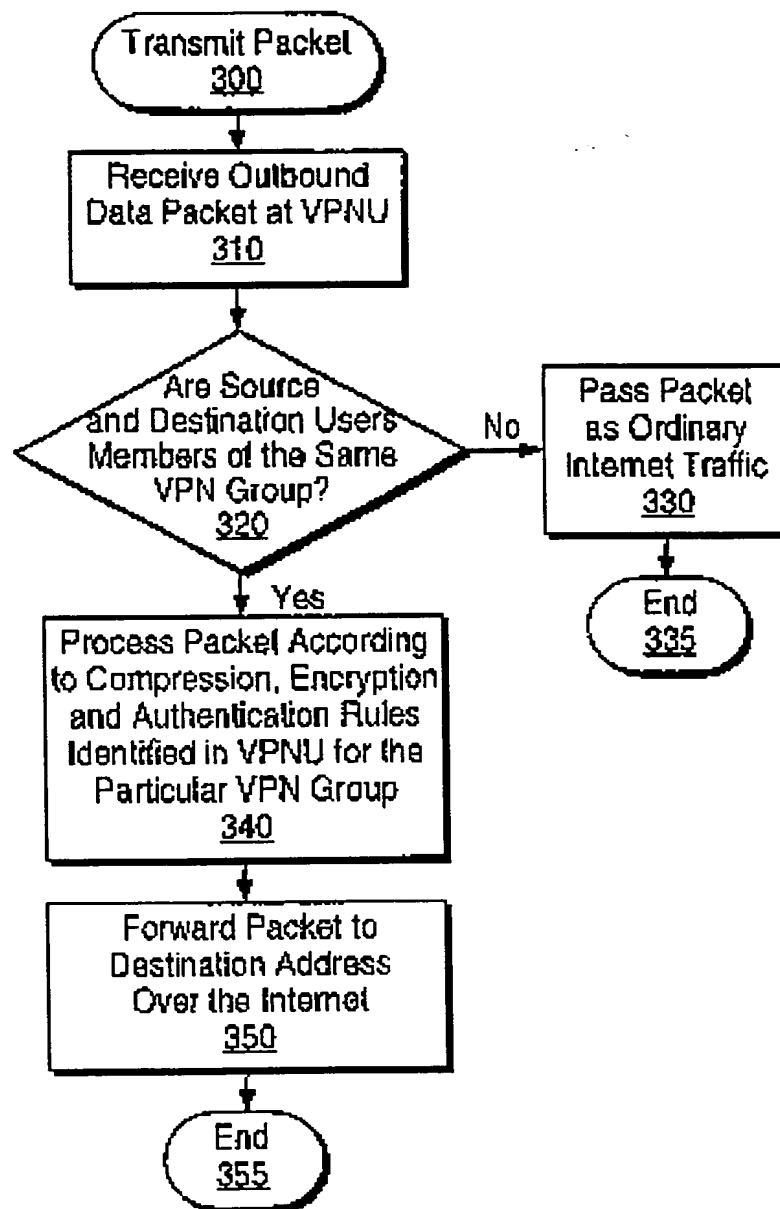 Transmit Packet
300
Receive Outbound
Data Packet at VPNU
310
Are Source
and Destination Users
Members of the Same
VPN Group?
320
No
Pass Packet
as Ordinary
Internet Traffic
330
End
335
Yes
Process Packet According
to Compression, Encryption
and Authentication Rules
Identified in VPNU for the
Particular VPN Group
340
Forward Packet to
Destination Address
Over the Internet
350
End
355